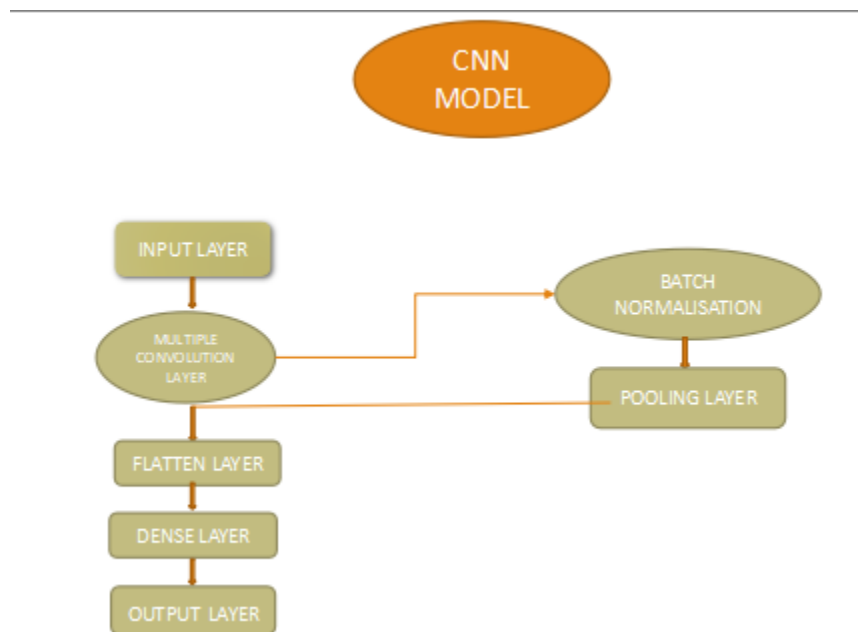 CNN
MODEL
INPUT LAYER
BATCH
NORMALISATION
MULTIPLE
CONVOLUTION
LAYER
POOLING LAYER
FLATTEN LAYER
DENSE LAYER
OUTPUT LAYER